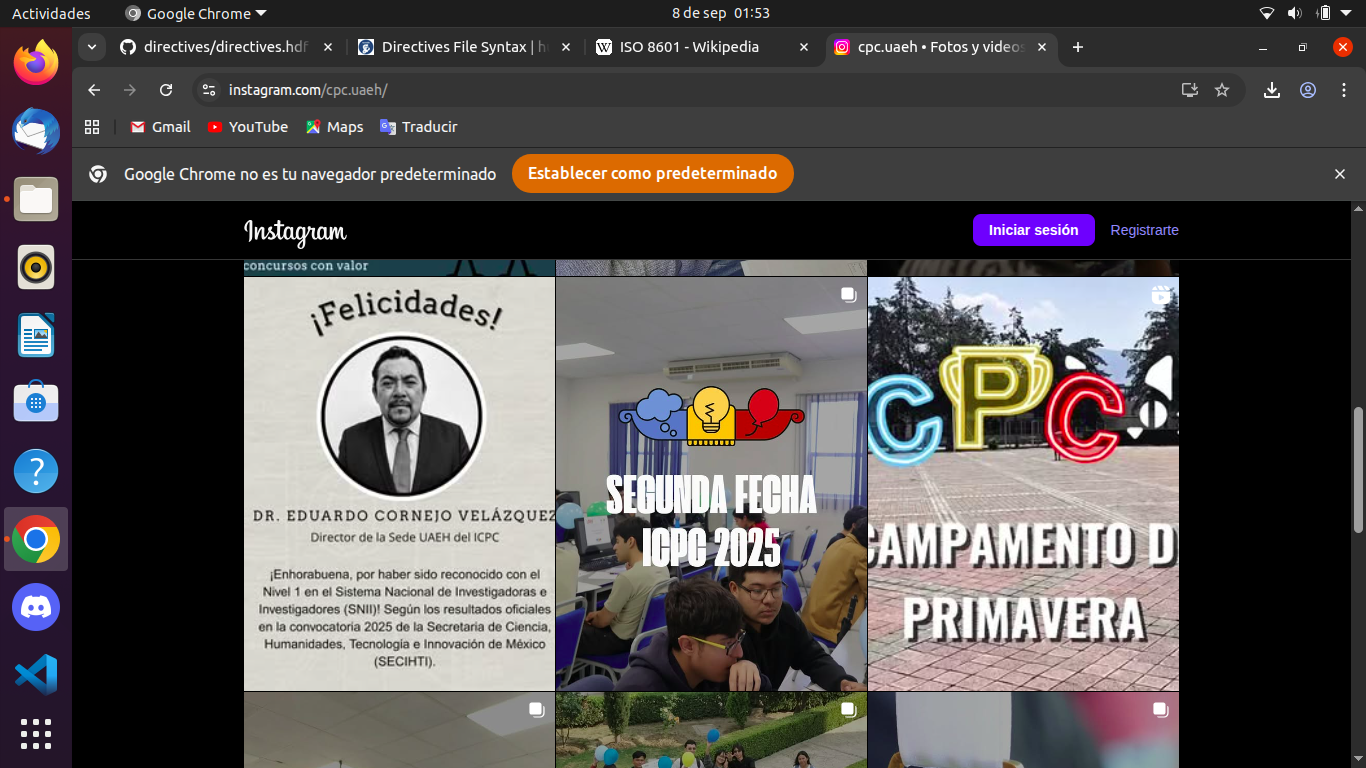 Actividades
Google Chrome
8 de sep 01:53
directives/directives.hdf
Directives File Syntax | h
ISO 8601 - Wikipedia
cpc.uaeh • Fotos y videos
instagram.com/cpc.uaeh/
Gmail
YouTube
Maps
Traducir
Google Chrome no es tu navegador predeterminado
Establecer como predeterminado
Instagram
Iniciar sesión
Registrarte
concursos con valor
¡Felicidades!
DR. EDUARDO CORNEJO VELÁZQUEZ
Director de la Sede UAEH del ICPC
¡Enhorabuena, por haber sido reconocido con el
Nivel 1 en el Sistema Nacional de Investigadoras e
Investigadores (SNII)! Según los resultados oficiales
en la convocatoria 2025 de la Secretaria de Ciencia,
Humanidades, Tecnología e Innovación de México
(SECIHTI).
SEGUNDA FECHA
ICPC 2025
CPC
CAMPAMENTO D
PRIMAVERA